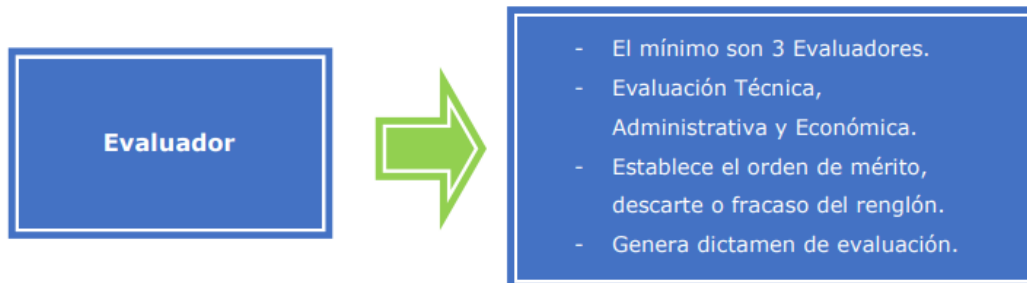 Evaluador
- El mínimo son 3 Evaluadores.
- Evaluación Técnica,
Administrativa y Económica.
- Establece el orden de mérito,
descarte o fracaso del renglón.
- Genera dictamen de evaluación.